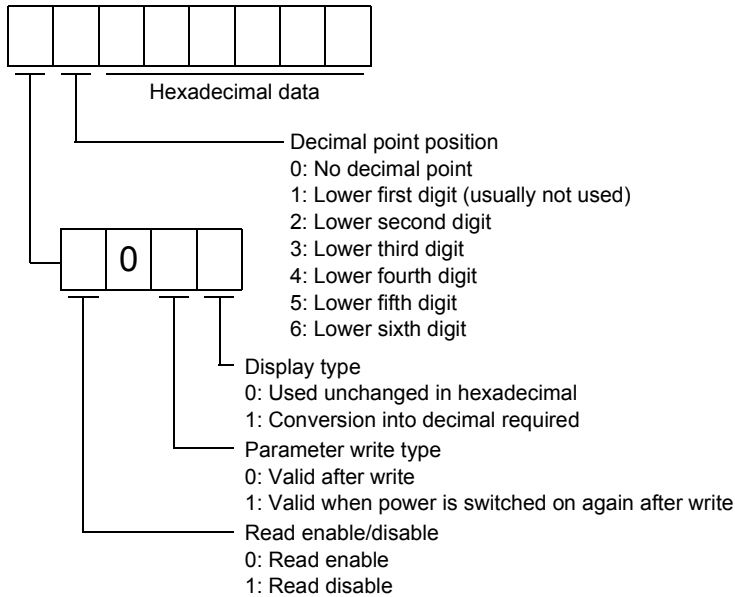 Hexadecimal data
Decimal point position
0: No decimal point
1: Lower first digit (usually not used)
2: Lower second digit
3: Lower third digit
4: Lower fourth digit
5: Lower fifth digit
6: Lower sixth digit
0
Display type
0: Used unchanged in hexadecimal
1: Conversion into decimal required
Parameter write type
0: Valid after write
1: Valid when power is switched on again after write
Read enable/disable
0: Read enable
1: Read disable